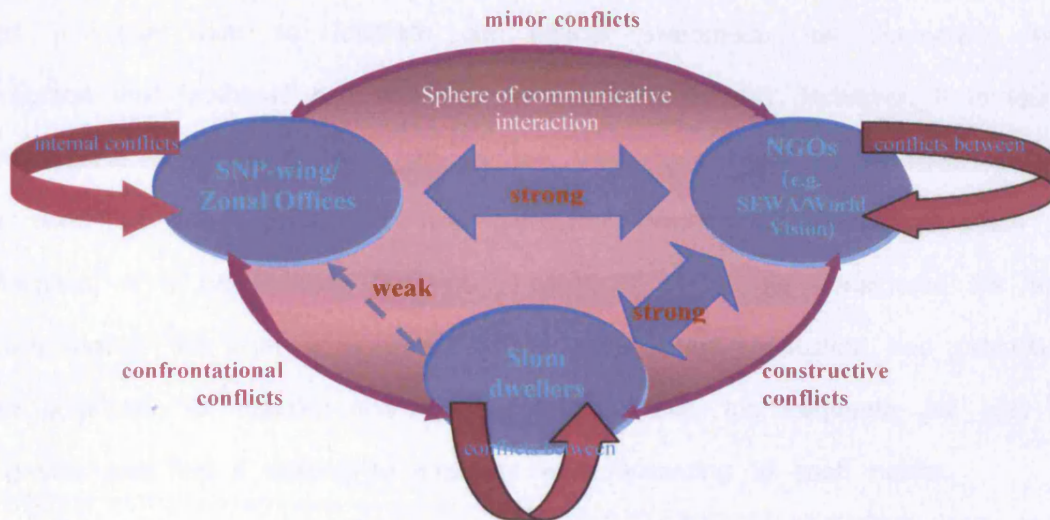 minor conflicts
Sphere of communicative
interaction
internal conflicts
SNP-wing/
Zonal Offices
strong
NGOs
(e.g.
SEWA/World
Vision)
conflicts between
weak
strong
Slum
dwellers
confrontational
conflicts
constructive
conflicts
conflicts between